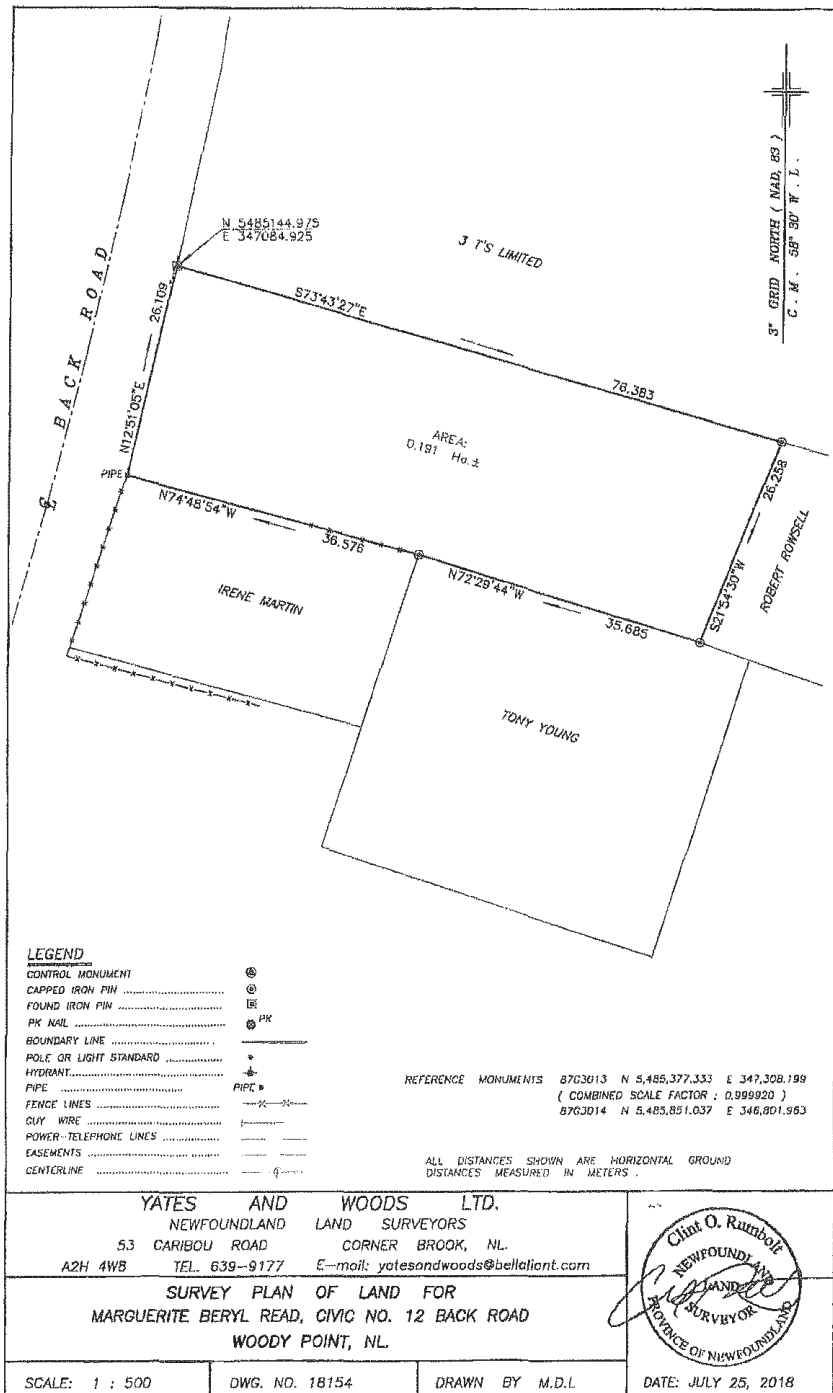 3° GRID NORTH ( NAD, 83 )
C . M . 58° 30' W . L .
N 5485144.975
E 347084.925
3 T'S LIMITED
BACK ROAD
26.109
N12°51'05"E
S73°43'27"E
76.383
AREA:
0.191 Ha.±
PIPE
N74°48'54"W
36.576
N72°29'44"W
35.685
S21°54'30"W
26.258
ROBERT ROWSELL
IRENE MARTIN
TONY YOUNG
LEGEND
CONTROL MONUMENT
CAPPED IRON PIN
FOUND IRON PIN
PK NAIL PK
BOUNDARY LINE
POLE OR LIGHT STANDARD
HYDRANT
PIPE PIPE
FENCE LINES
GUY WIRE
POWER-TELEPHONE LINES
EASEMENTS
CENTERLINE
REFERENCE MONUMENTS 87G3013 N 5,485,377.333 E 347,308.199
( COMBINED SCALE FACTOR : 0.999920 )
87G3014 N 5,485,851.037 E 346,801.963
ALL DISTANCES SHOWN ARE HORIZONTAL GROUND
DISTANCES MEASURED IN METERS .
YATES AND WOODS LTD.
NEWFOUNDLAND LAND SURVEYORS
53 CARIBOU ROAD CORNER BROOK, NL.
A2H 4W8 TEL. 639-9177 E-mail: yatesandwoods@bellaliant.com
SURVEY PLAN OF LAND FOR
MARGUERITE BERYL READ, CIVIC NO. 12 BACK ROAD
WOODY POINT, NL.
Clint O. Rumbolt
NEWFOUNDLAND
LAND
SURVEYOR
PROVINCE OF NEWFOUNDLAND
SCALE: 1 : 500
DWG. NO. 18154
DRAWN BY M.D.L
DATE: JULY 25, 2018